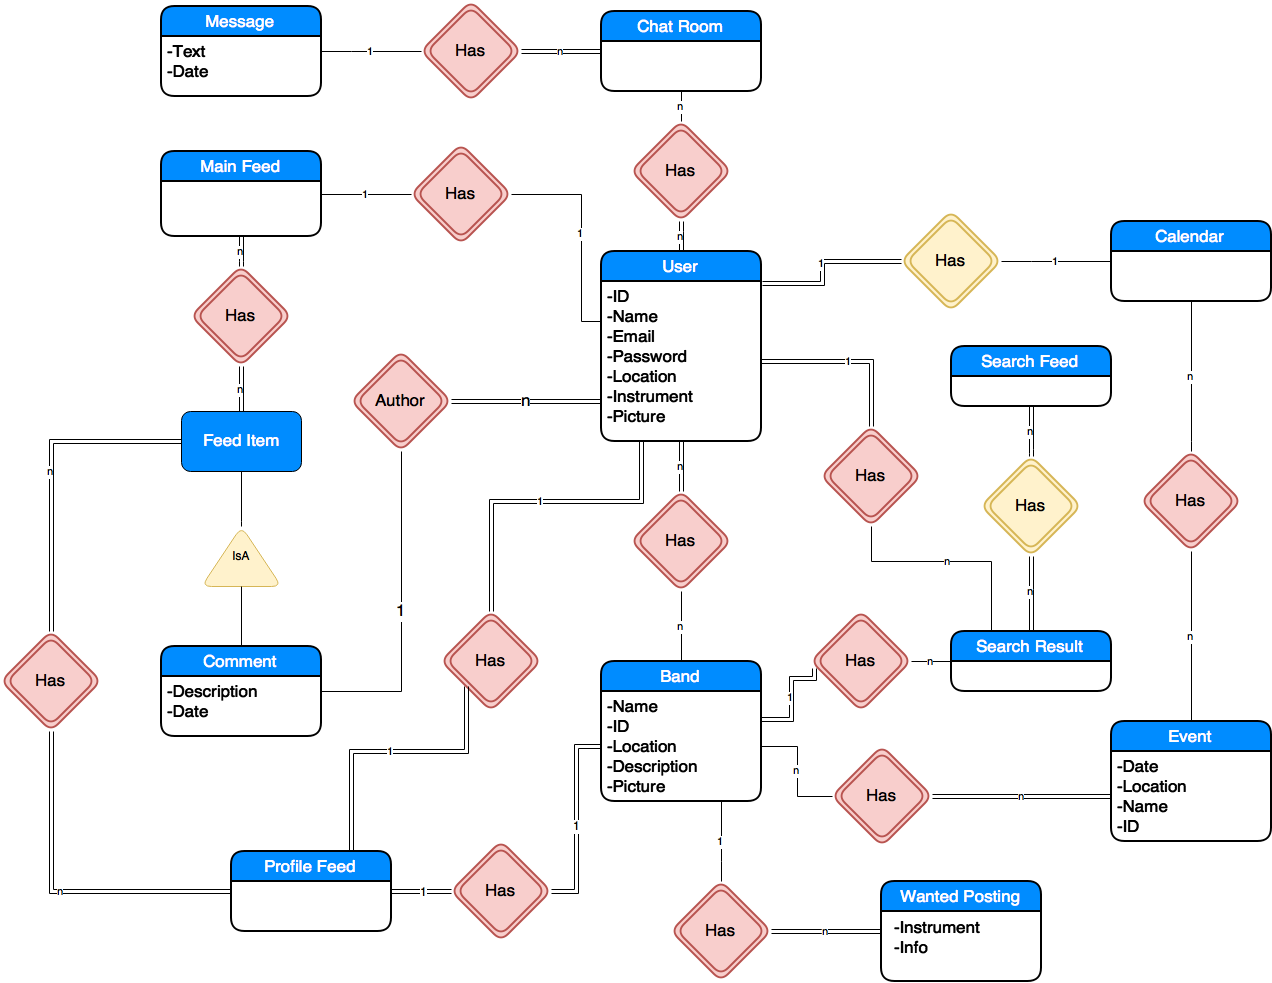 Message
-Text
-Date
1
Has
n
Chat Room
n
Has
n
Main Feed
1
Has
1
n
Has
n
User
-ID
-Name
-Email
-Password
-Location
-Instrument
-Picture
1
Has
1
Calendar
n
Has
n
Search Feed
n
Has
n
1
Has
n
Search Result
Author
n
1
Feed Item
IsA
Comment
-Description
-Date
n
Has
n
1
Has
1
n
Has
n
Band
-Name
-ID
-Location
-Description
-Picture
1
Has
n
n
Has
n
Event
-Date
-Location
-Name
-ID
Profile Feed
1
Has
1
1
Has
n
Wanted Posting
-Instrument
-Info